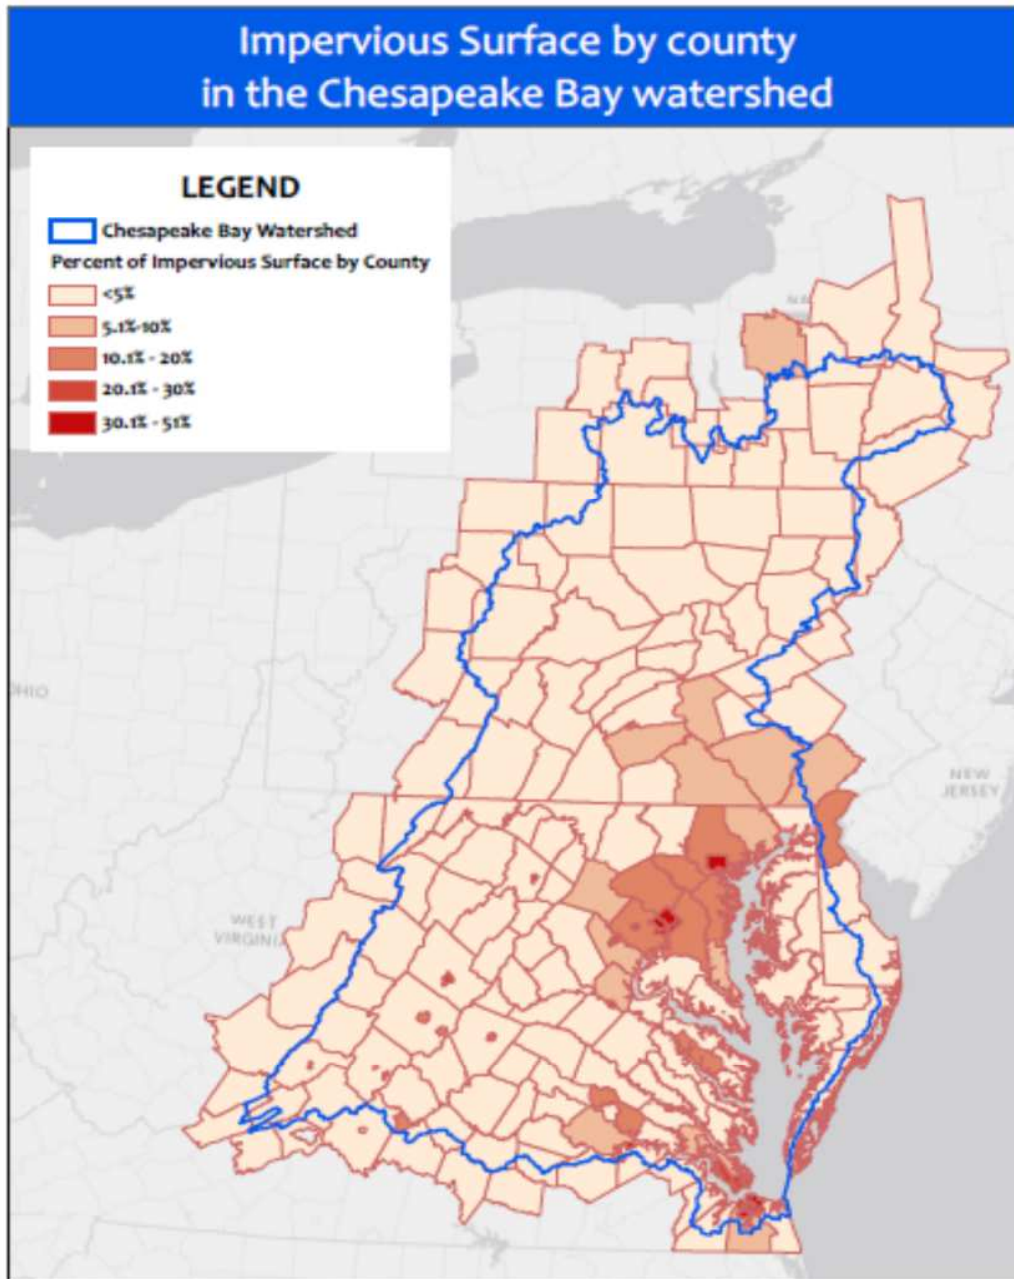 Impervious Surface by county
in the Chesapeake Bay watershed
LEGEND
Chesapeake Bay Watershed
Percent of Impervious Surface by County
<5%
5.1%-10%
10.1% - 20%
20.1% - 30%
30.1% - 51%
OHIO
NEW
JERSEY
WEST
VIRGINIA